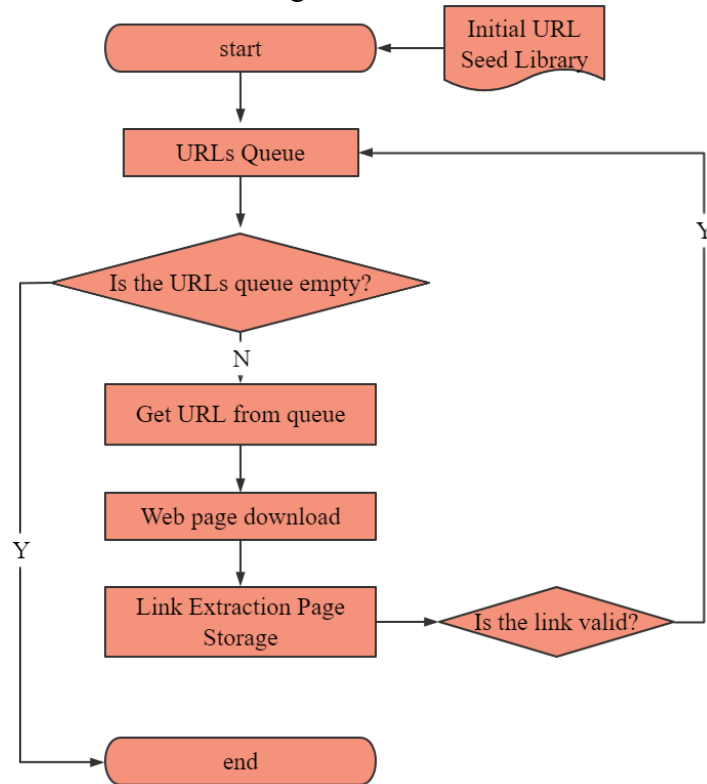 Initial URL
Seed Library
start
URLs Queue
Y
Is the URLs queue empty?
N
Get URL from queue
Web page download
Y
Link Extraction Page
Storage
Is the link valid?
end